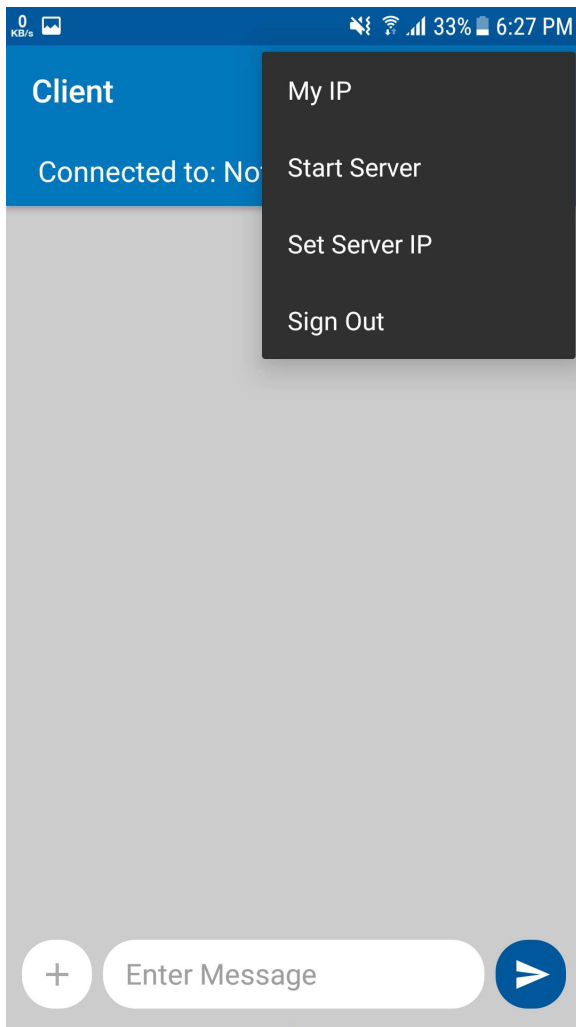 0 KB/s 33% 6:27 PM
Client
My IP
Connected to: No
Start Server
Set Server IP
Sign Out
Enter Message